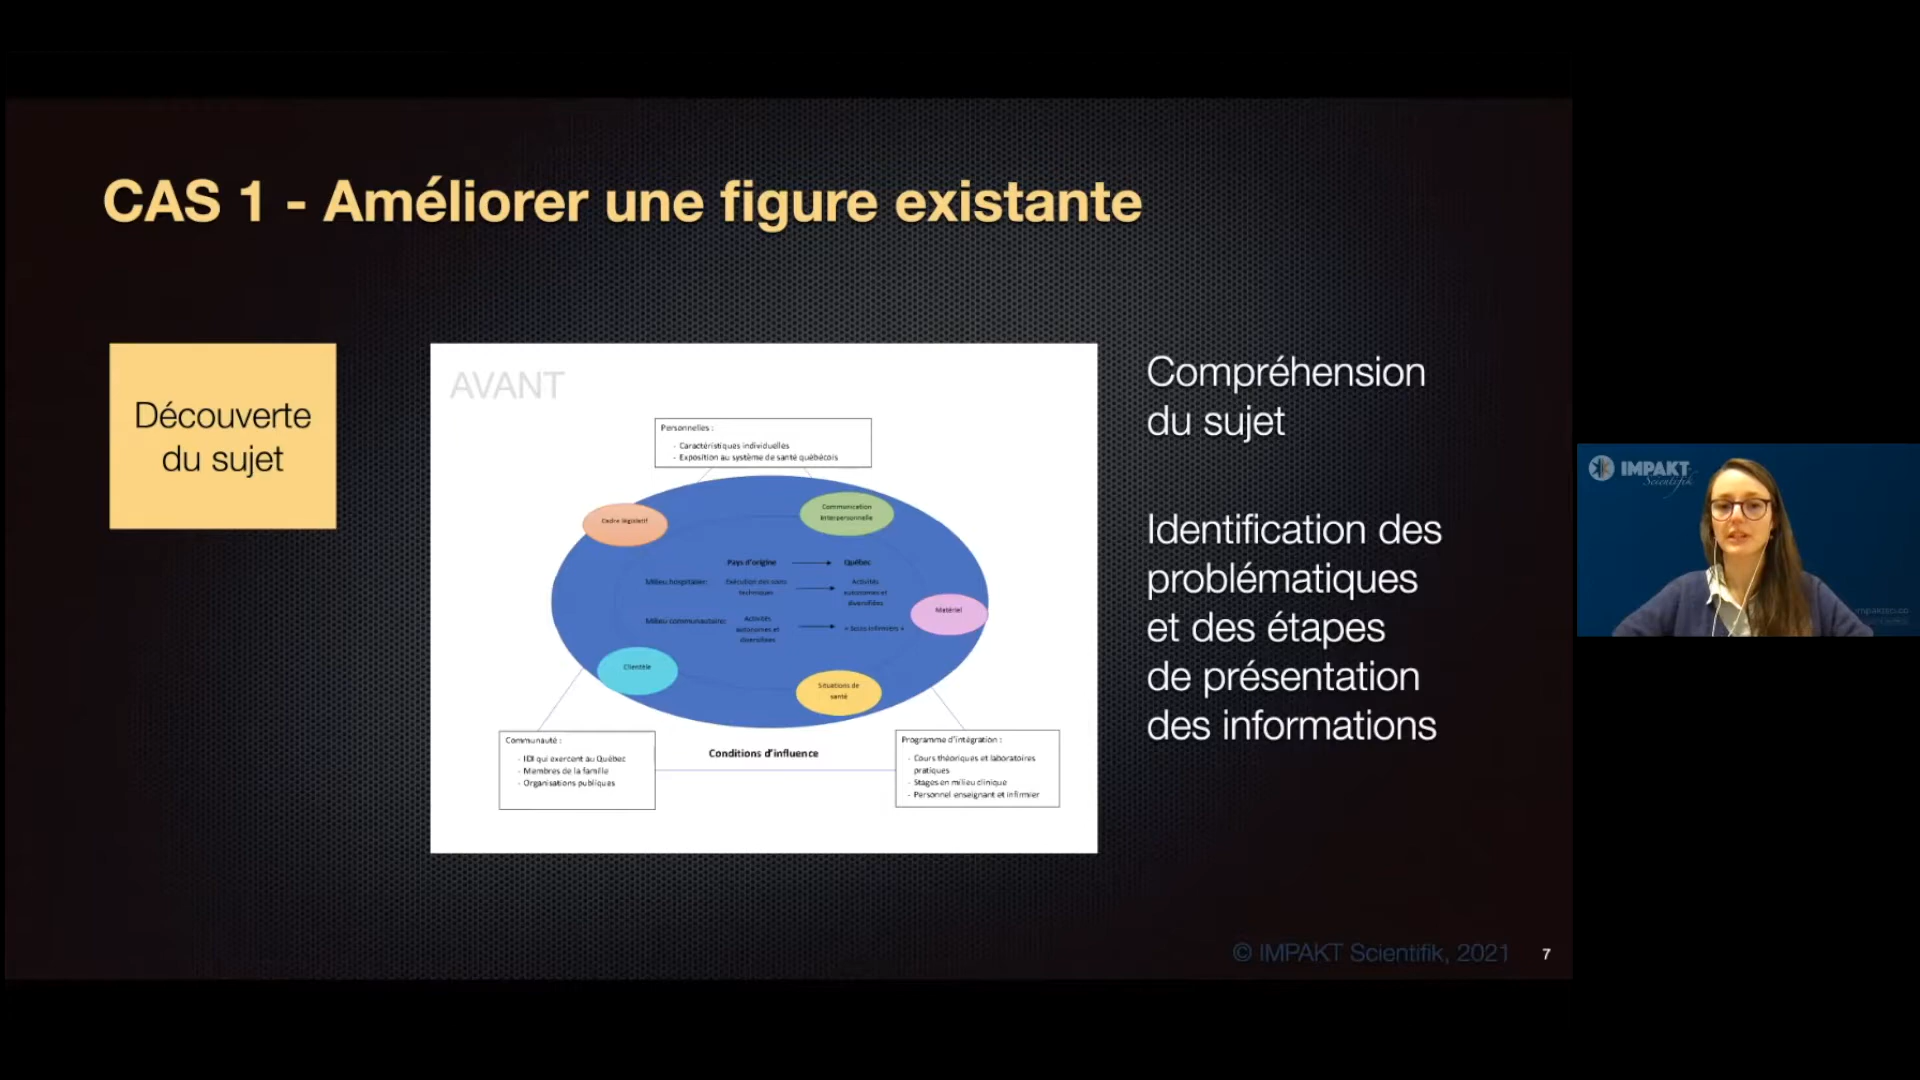 CAS 1 - Améliorer une figure existante
Découverte
du sujet
AVANT
Personnelles :
- Caractéristiques individuelles
- Exposition au système de santé québécois
Cadre législatif
Communication
interpersonnelle
Pays d'origine
Québec
Milieu hospitalier:
Exécution des soins
techniques
Activités
autonomes et
diversifiées
Matériel
Milieu communautaire:
Activités
autonomes et
diversifiées
Clientèle
Situations de
santé
Communauté :
- IDI qui exercent au Québec
- Membres de la famille
- Organisations publiques
Conditions d'influence
Programme d'intégration :
- Cours théoriques et laboratoires
pratiques
- Stages en milieu clinique
- Personnel enseignant et infirmier
Compréhension
du sujet
Identification des
problématiques
et des étapes
de présentation
des informations
IMPAKT
Scientifik
© IMPAKT Scientifik, 2021
7